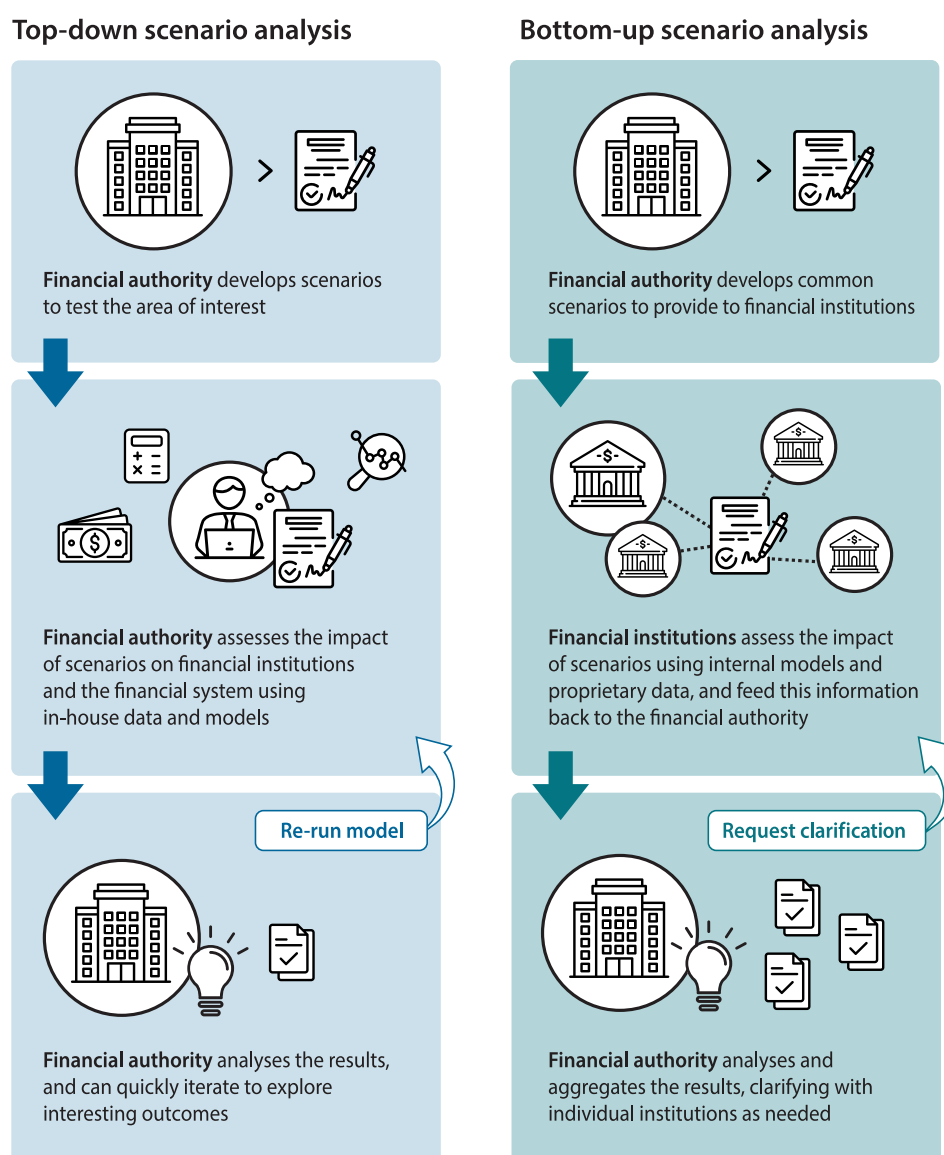 Top-down scenario analysis
Financial authority develops scenarios
to test the area of interest
Financial authority assesses the impact
of scenarios on financial institutions
and the financial system using
in-house data and models
Re-run model
Financial authority analyses the results,
and can quickly iterate to explore
interesting outcomes
Bottom-up scenario analysis
Financial authority develops common
scenarios to provide to financial institutions
Financial institutions assess the impact
of scenarios using internal models and
proprietary data, and feed this information
back to the financial authority
Request clarification
Financial authority analyses and
aggregates the results, clarifying with
individual institutions as needed